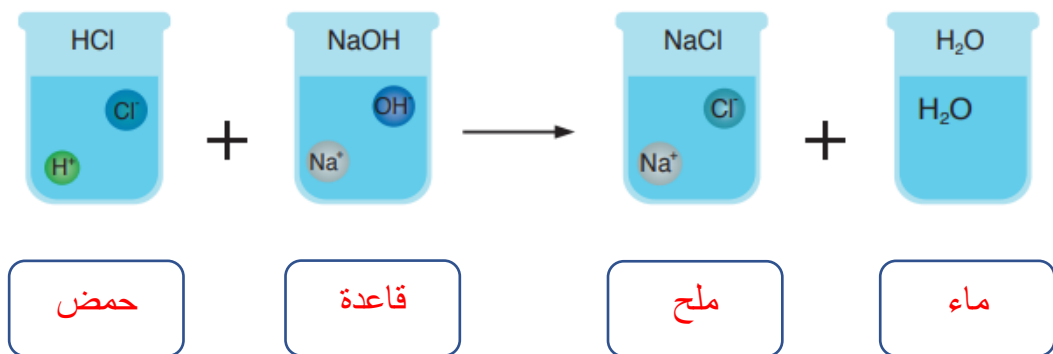 HCl
Cl⁻
H⁺
+
NaOH
OH⁻
Na⁺
NaCl
Cl⁻
Na⁺
+
H₂O
H₂O
حمض
قاعدة
ملح
ماء